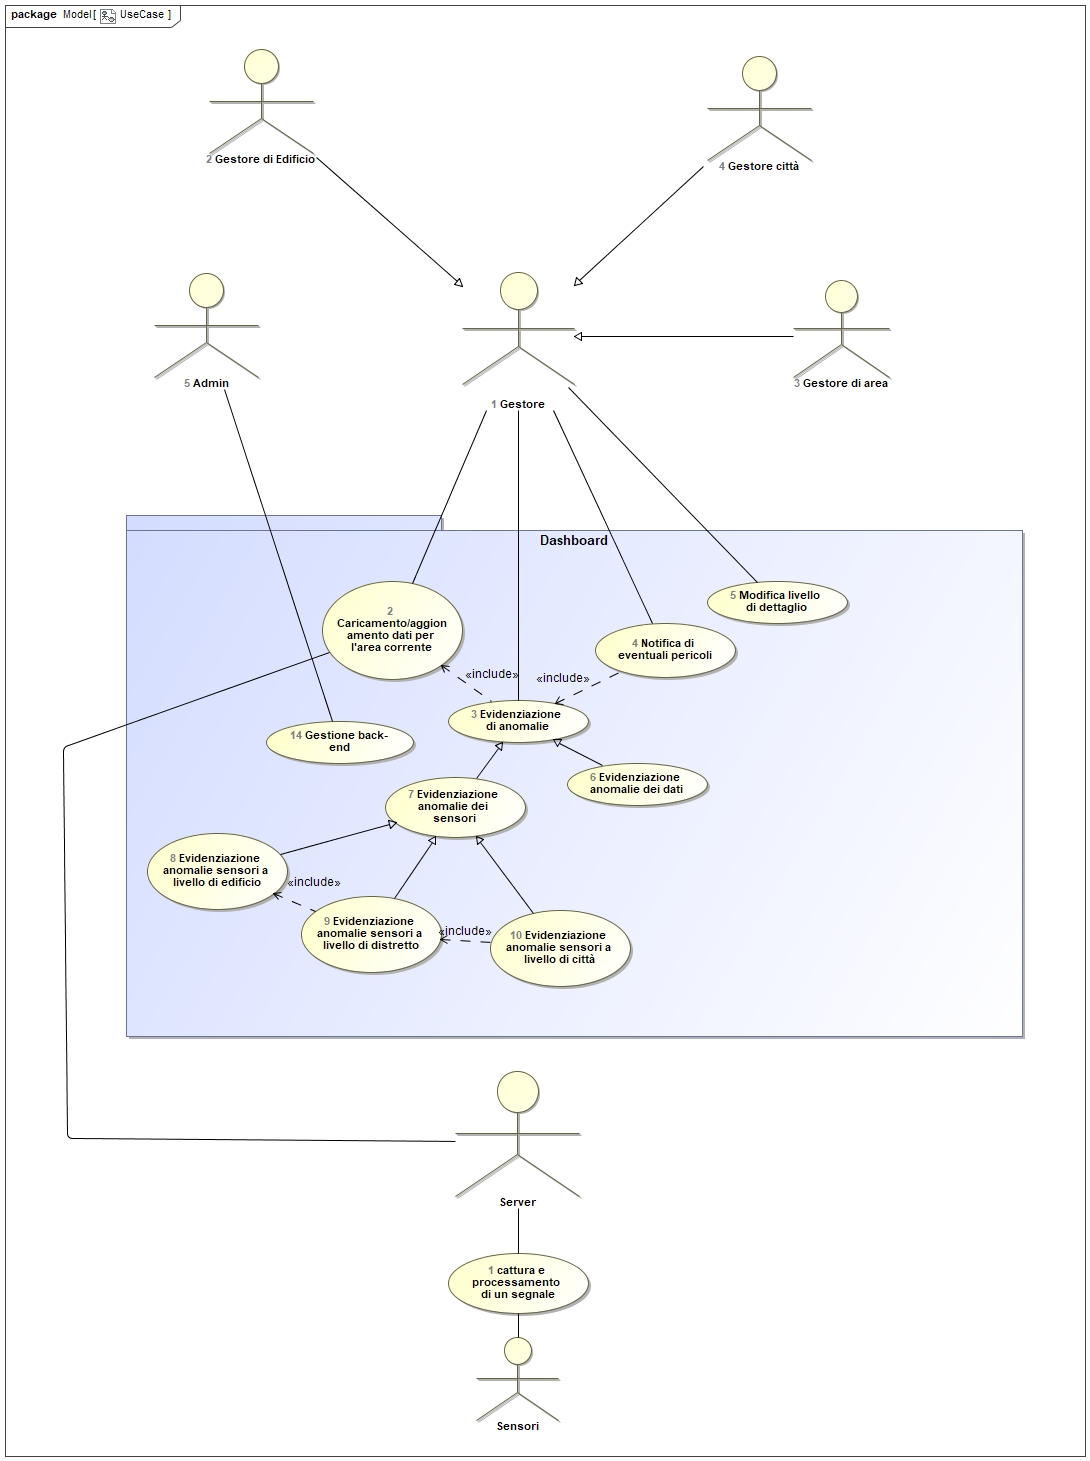 package Model[ UseCase ]
2 Gestore di Edificio
4 Gestore città
5 Admin
1 Gestore
3 Gestore di area
Dashboard
2
Caricamento/aggion
amento dati per
l'area corrente
5 Modifica livello
di dettaglio
4 Notifica di
eventuali pericoli
«include»
«include»
3 Evidenziazione
di anomalie
14 Gestione back-
end
6 Evidenziazione
anomalie dei dati
7 Evidenziazione
anomalie dei
sensori
8 Evidenziazione
anomalie sensori a
livello di edificio
«include»
9 Evidenziazione
anomalie sensori a
livello di distretto
«include»
10 Evidenziazione
anomalie sensori a
livello di città
Server
1 cattura e
processamento
di un segnale
Sensori